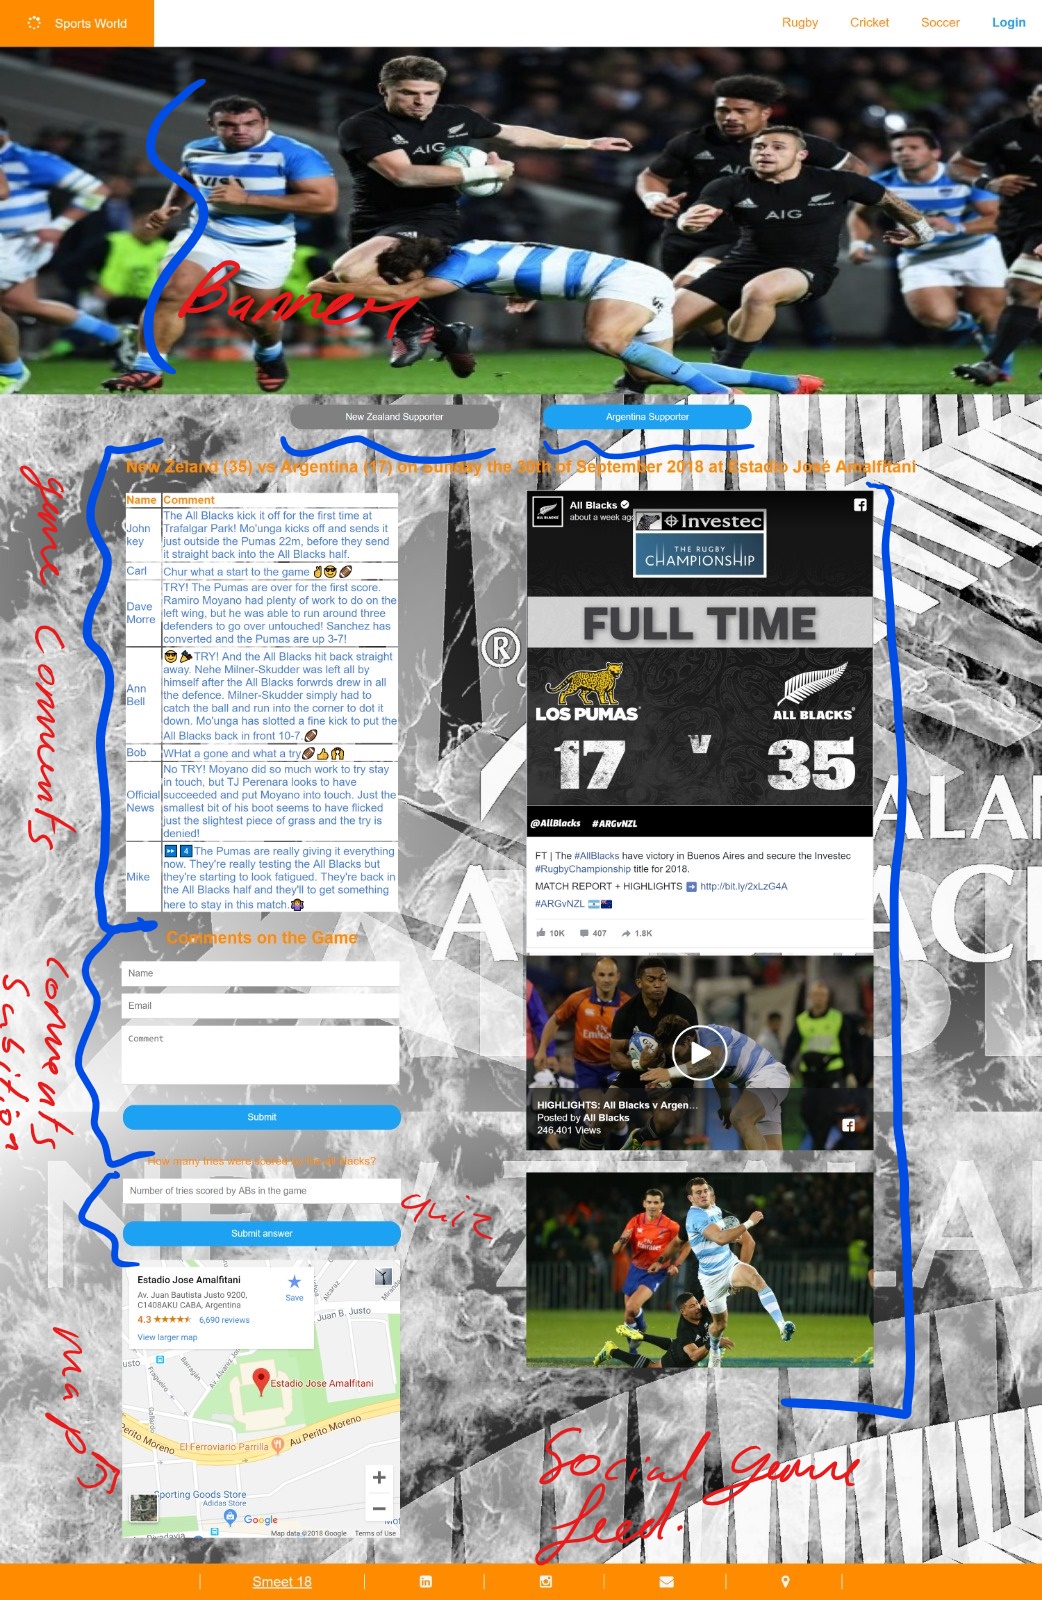 Sports World
Rugby Cricket Soccer Login
AIG
AIG
VISA
Banner
New Zealand Supporter Argentina Supporter
New Zeland (35) vs Argentina (17) on Sunday the 30th of September 2018 at Estadio José Amalfitani
game Comments
Name Comment
John key The All Blacks kick it off for the first time at
Trafalgar Park! Mo'unga kicks off and sends it
just outside the Pumas 22m, before they send
it straight back into the All Blacks half.
Carl Chur what a start to the game ✌😎🏈
Dave Morre TRY! The Pumas are over for the first score.
Ramiro Moyano had plenty of work to do on the
left wing, but he was able to run around three
defenders to go over untouched! Sanchez has
converted and the Pumas are up 3-7!
Ann Bell 😎🎉TRY! And the All Blacks hit back straight
away. Nehe Milner-Skudder was left all by
himself after the All Blacks forwrds drew in all
the defence. Milner-Skudder simply had to
catch the ball and run into the corner to dot it
down. Mo'unga has slotted a fine kick to put the
All Blacks back in front 10-7.🏈
Bob WHat a gone and what a try🏈👍🙌
Official News No TRY! Moyano did so much work to try stay
in touch, but TJ Perenara looks to have
succeeded and put Moyano into touch. Just the
smallest bit of his boot seems to have flicked
just the slightest piece of grass and the try is
denied!
Mike ⏩4️⃣The Pumas are really giving it everything
now. They're really testing the All Blacks but
they're starting to look fatigued. They're back in
the All Blacks half and they'll to get something
here to stay in this match.
Comments on the Game
Name
Email
Comment
Submit
comments
How many tries were scored by the all blacks?
Number of tries scored by ABs in the game
Submit answer
quiz
Estadio Jose Amalfitani
Av. Juan Bautista Justo 9200,
C1408AKU CABA, Argentina
4.3 ★★★★★ 6,690 reviews
View larger map
Save
Juan B. Justo
Estadio Jose Amalfitani
Perito Moreno
Au Perito Moreno
El Ferroviario Parrilla
Sporting Goods Store
Adidas Store
Google
Map data ©2018 Google Terms of Use
map
All Blacks
about a week ago
ALL BLACKS
Investec
THE RUGBY
CHAMPIONSHIP
FULL TIME
®
LOS PUMAS ALL BLACKS
17 V 35
@AllBlacks #ARGvNZL
FT | The #AllBlacks have victory in Buenos Aires and secure the Investec
#RugbyChampionship title for 2018.
MATCH REPORT + HIGHLIGHTS ➡ http://bit.ly/2xLzG4A
#ARGvNZL 🇦🇷🇳🇿
10K 407 1.8K
HIGHLIGHTS: All Blacks v Argen...
Posted by All Blacks
246,401 Views
Social game
feed.
Smeet 18